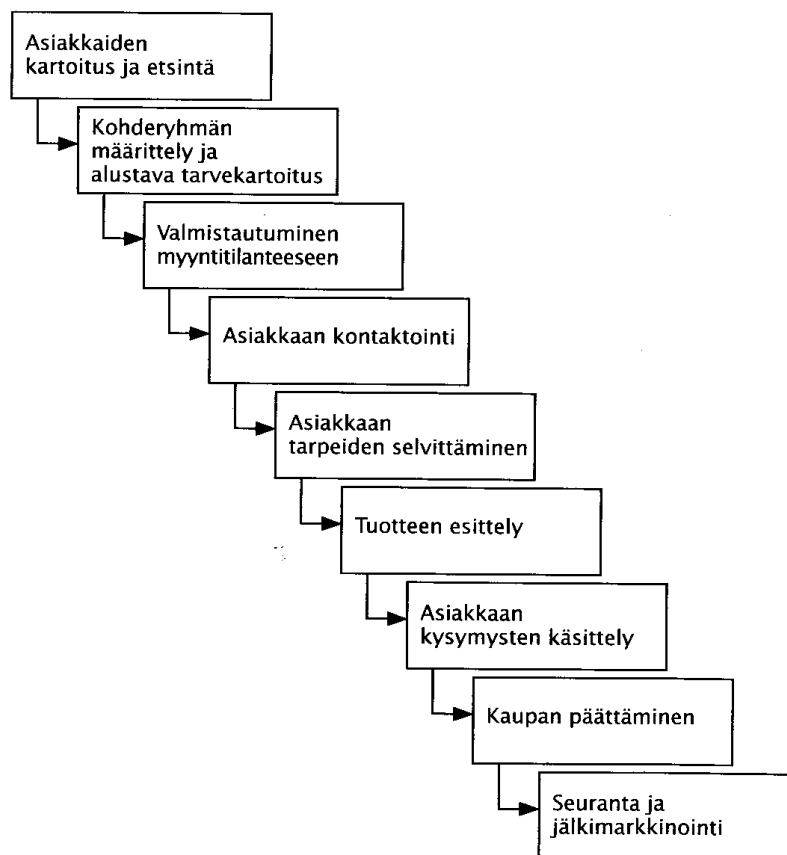 Asiakkaiden
kartoitus ja etsintä
Kohderyhmän
määrittely ja
alustava tarvekartoitus
Valmistautuminen
myyntitilanteeseen
Asiakkaan kontaktointi
Asiakkaan
tarpeiden selvittäminen
Tuotteen esittely
Asiakkaan
kysymysten käsittely
Kaupan päättäminen
Seuranta ja
jälkimarkkinointi